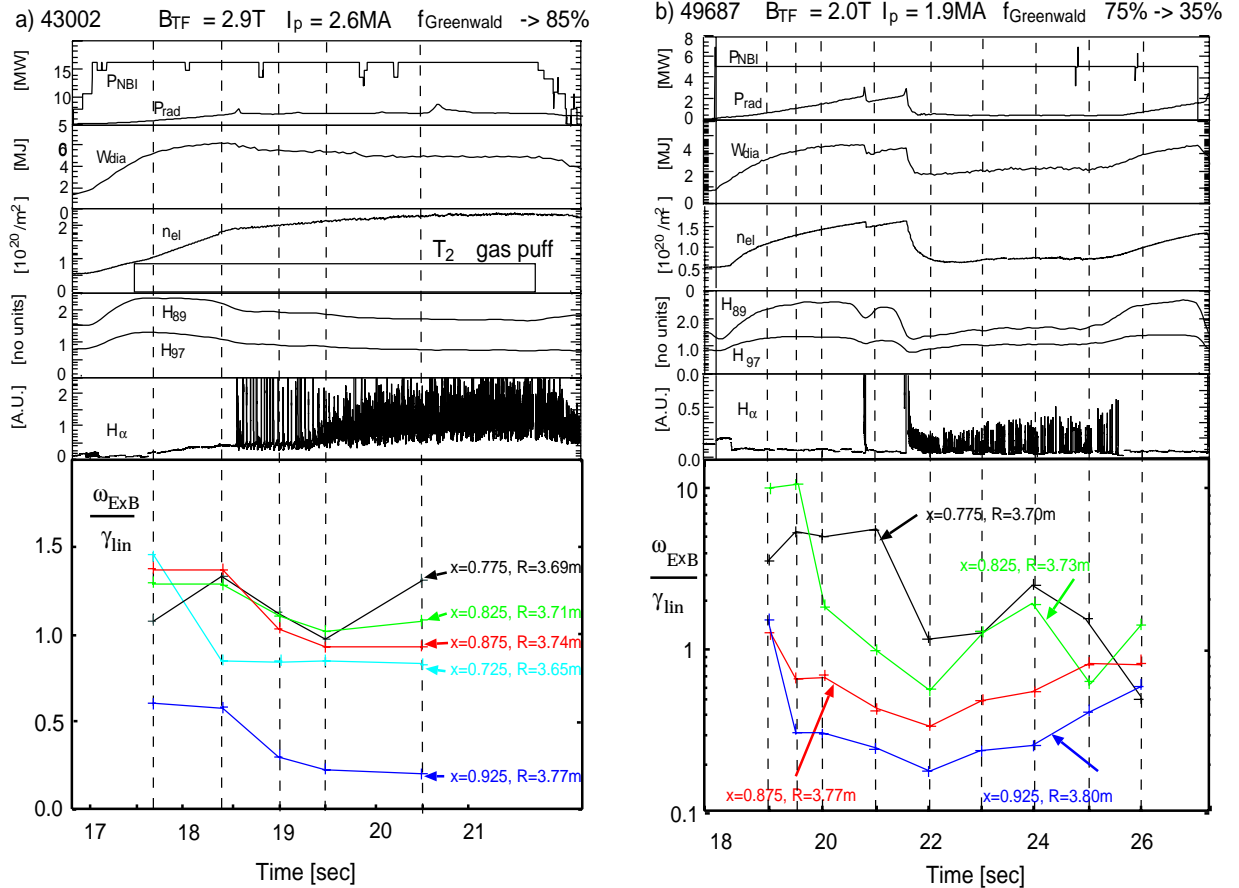 a) 43002 B_TF = 2.9T I_p = 2.6MA f_Greenwald -> 85%
[MW]
15
10
5
P_NBI
P_rad
[MJ]
6
4
2
0
W_dia
[10^20 /m^2]
2
1
0
n_el
T_2 gas puff
[no units]
2
1
0
H_89
H_97
[A.U.]
2
1
0
H_α
ω_ExB
γ_lin
1.5
1.0
0.5
0.0
x=0.775, R=3.69m
x=0.825, R=3.71m
x=0.875, R=3.74m
x=0.725, R=3.65m
x=0.925, R=3.77m
17 18 19 20 21
Time [sec]
b) 49687 B_TF = 2.0T I_p = 1.9MA f_Greenwald 75% -> 35%
[MW]
8
6
4
2
0
P_NBI
P_rad
[MJ]
4
2
0
W_dia
[10^20 /m^2]
1.5
1.0
0.5
n_el
[no units]
2.0
1.0
0.0
H_89
H_97
[A.U.]
0.5
0.0
H_α
ω_ExB
γ_lin
10
1
0.1
x=0.775, R=3.70m
x=0.825, R=3.73m
x=0.875, R=3.77m
x=0.925, R=3.80m
18 20 22 24 26
Time [sec]